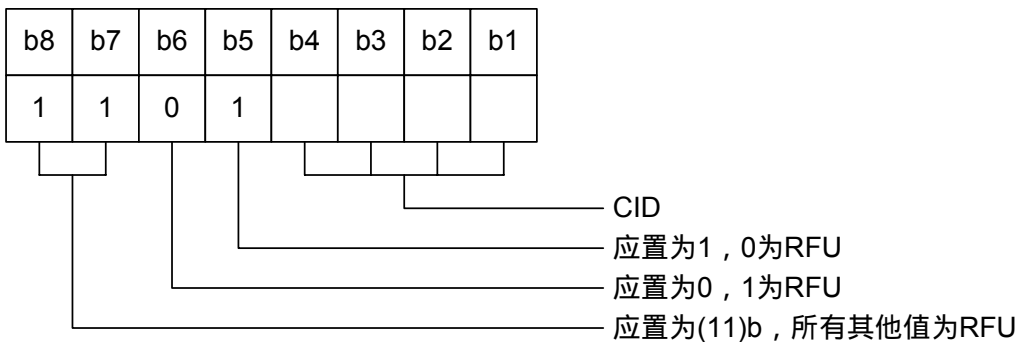 b8 b7 b6 b5 b4 b3 b2 b1
1 1 0 1
CID
应置为1，0为RFU
应置为0，1为RFU
应置为(11)b，所有其他值为RFU